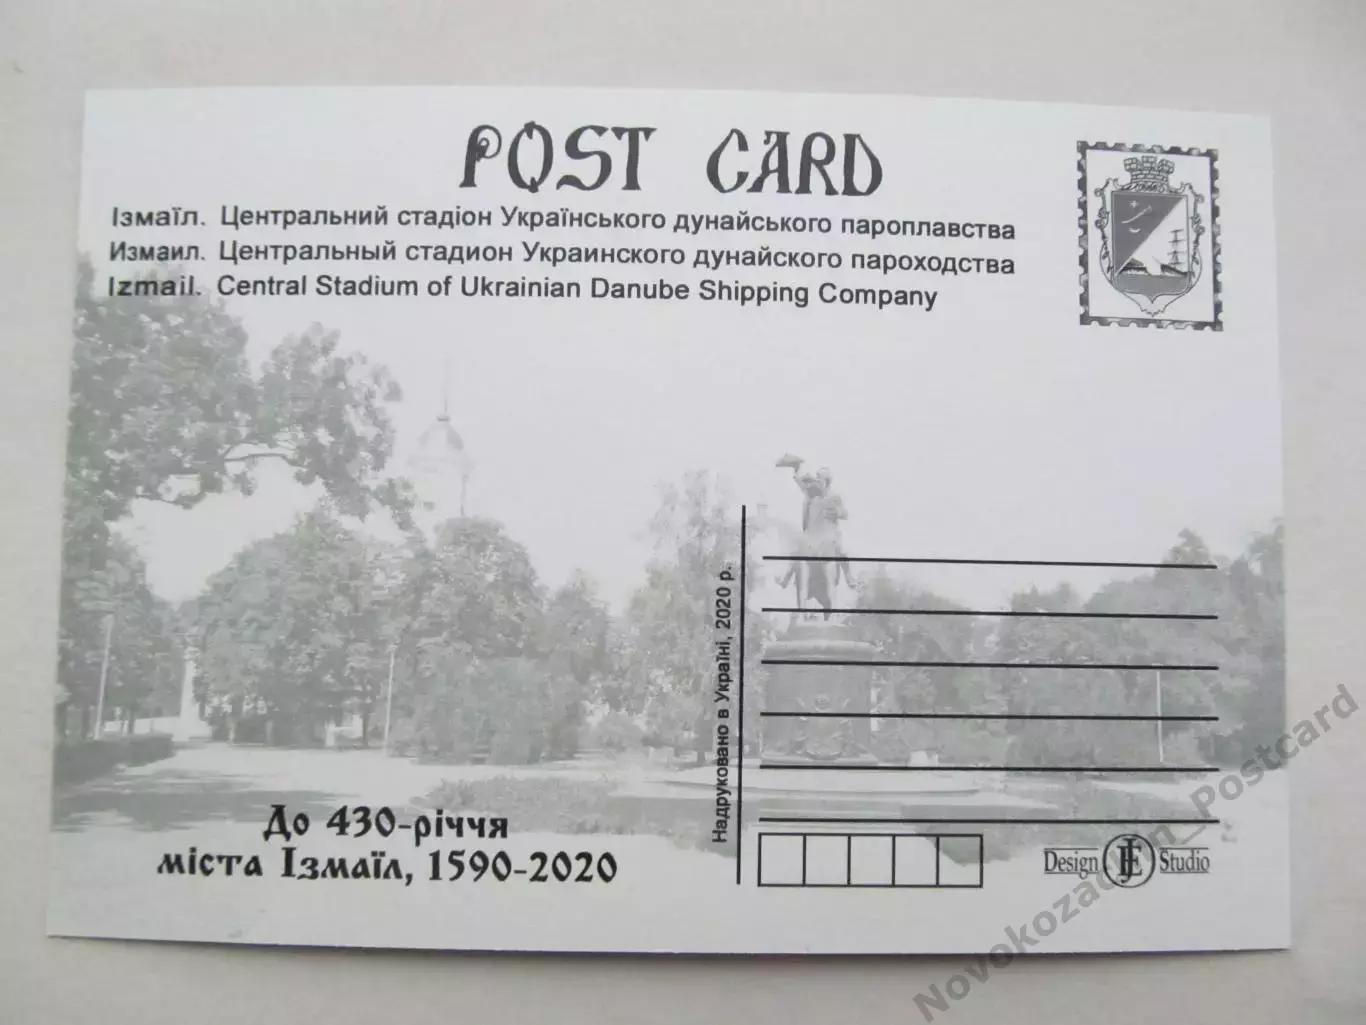 POST CARD
Ізмаїл. Центральний стадіон Українського дунайського пароплавства
Измаил. Центральный стадион Украинского дунайского пароходства
Izmail. Central Stadium of Ukrainian Danube Shipping Company
Надруковано в Україні, 2020 р.
До 430-річчя
міста Ізмаїл, 1590-2020
Design Studio